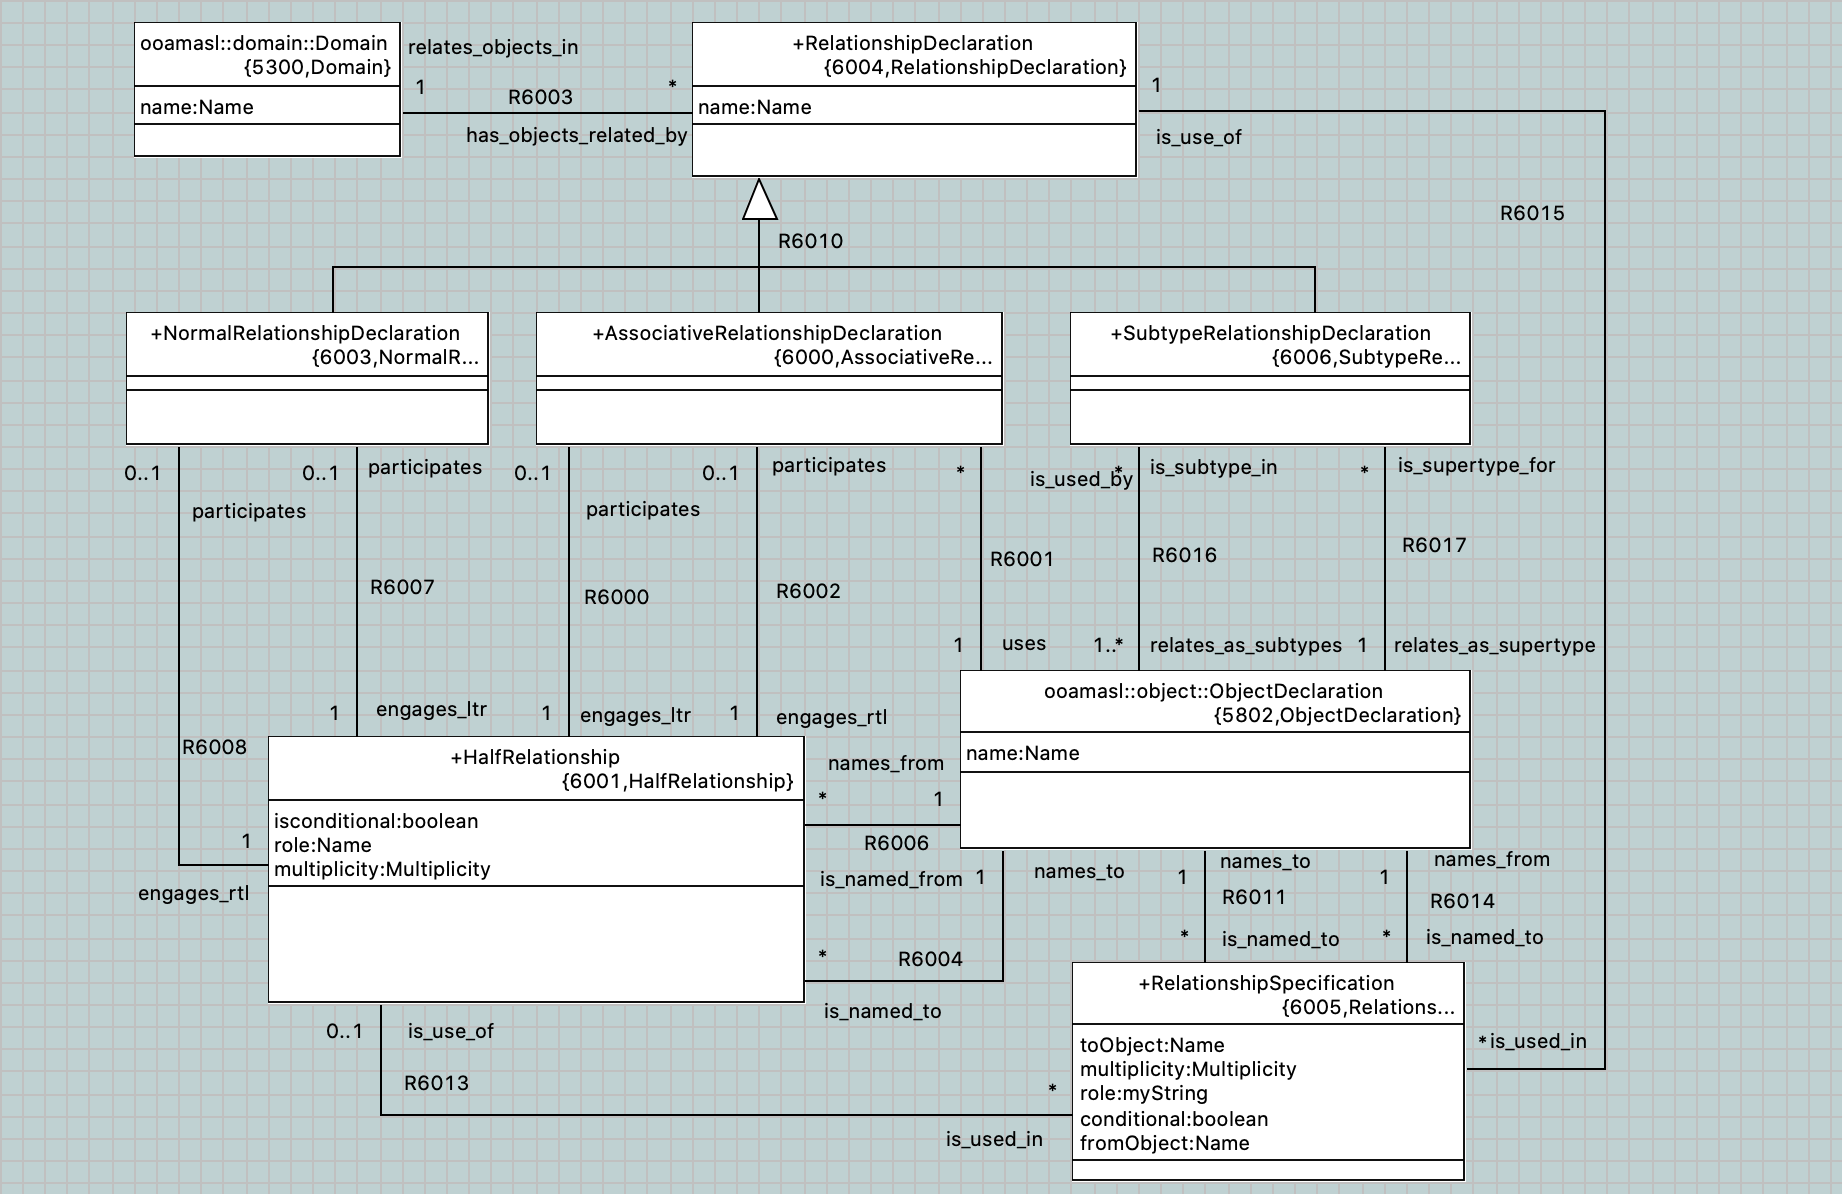 ooamasl::domain::Domain
{5300,Domain}
name:Name
relates_objects_in
1
R6003
*
has_objects_related_by
+RelationshipDeclaration
{6004,RelationshipDeclaration}
name:Name
1
is_use_of
R6015
R6010
+NormalRelationshipDeclaration
{6003,NormalR...
+AssociativeRelationshipDeclaration
{6000,AssociativeRe...
+SubtypeRelationshipDeclaration
{6006,SubtypeRe...
0..1
participates
0..1
participates
0..1
participates
0..1
participates
*
is_used_by
*
is_subtype_in
*
is_supertype_for
R6007
R6000
R6002
R6001
R6016
R6017
1
uses
1..*
relates_as_subtypes
1
relates_as_supertype
1
engages_ltr
1
engages_ltr
1
engages_rtl
R6008
1
engages_rtl
+HalfRelationship
{6001,HalfRelationship}
isconditional:boolean
role:Name
multiplicity:Multiplicity
ooamasl::object::ObjectDeclaration
{5802,ObjectDeclaration}
name:Name
names_from
*
1
R6006
is_named_from
1
names_to
*
R6004
is_named_to
1
names_to
R6011
*
is_named_to
1
names_from
R6014
*
is_named_to
+RelationshipSpecification
{6005,Relations...
toObject:Name
multiplicity:Multiplicity
role:myString
conditional:boolean
fromObject:Name
*
is_used_in
0..1
is_use_of
R6013
*
is_used_in